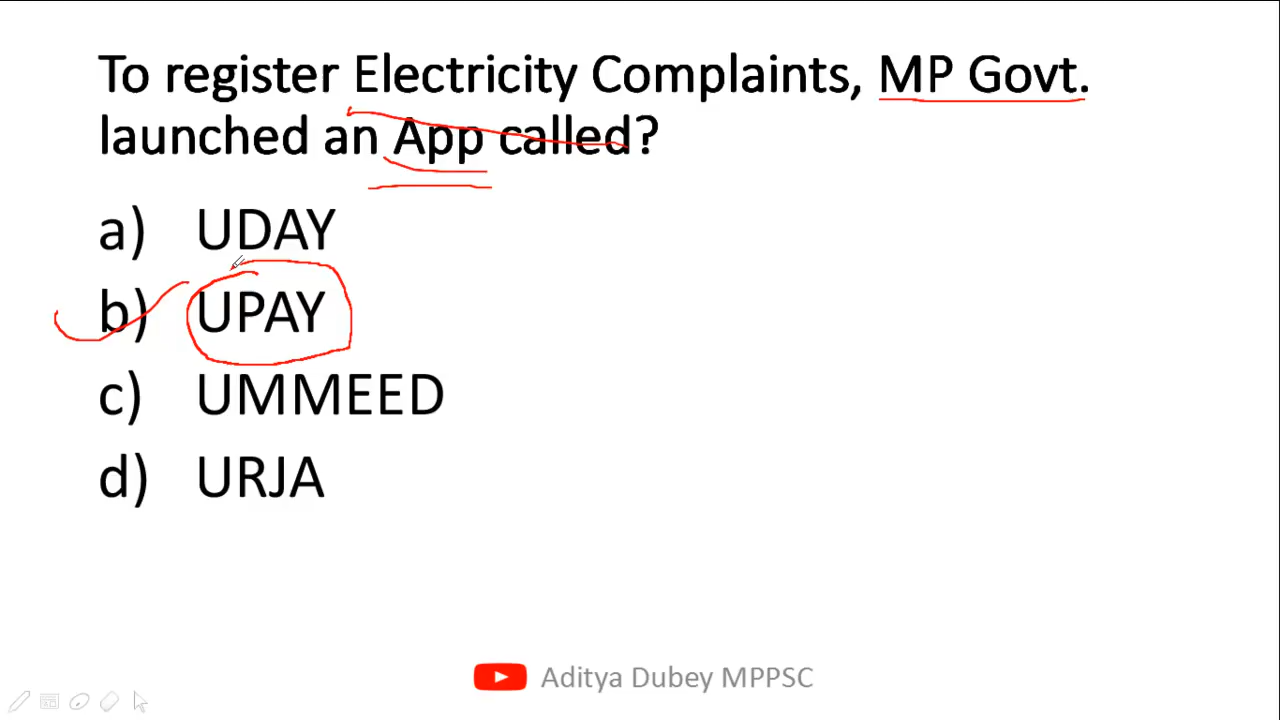 To register Electricity Complaints, MP Govt.
launched an App called?
a) UDAY
b) UPAY
c) UMMEED
d) URJA
Aditya Dubey MPPSC